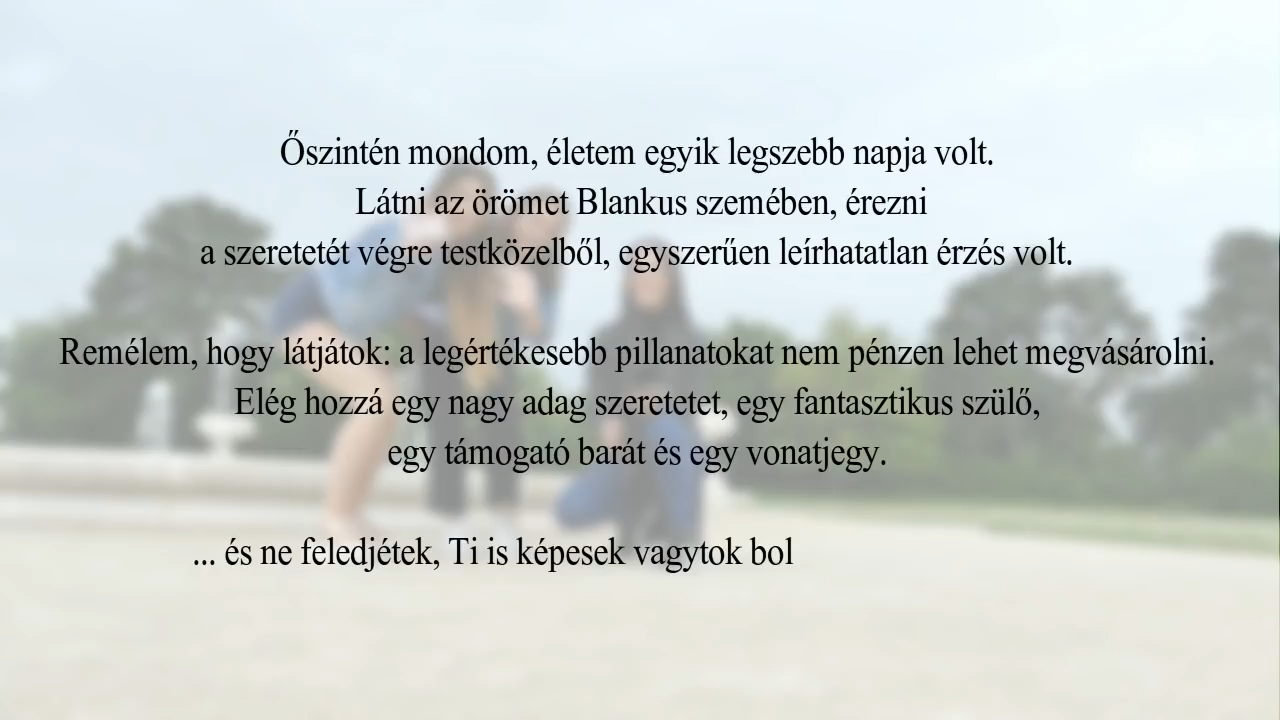 Őszintén mondom, életem egyik legszebb napja volt.
Látni az örömet Blankus szemében, érezni
a szeretetét végre testközelből, egyszerűen leírhatatlan érzés volt.
Remélem, hogy látjátok: a legértékesebb pillanatokat nem pénzen lehet megvásárolni.
Elég hozzá egy nagy adag szeretetet, egy fantasztikus szülő,
egy támogató barát és egy vonatjegy.
... és ne feledjétek, Ti is képesek vagytok bol